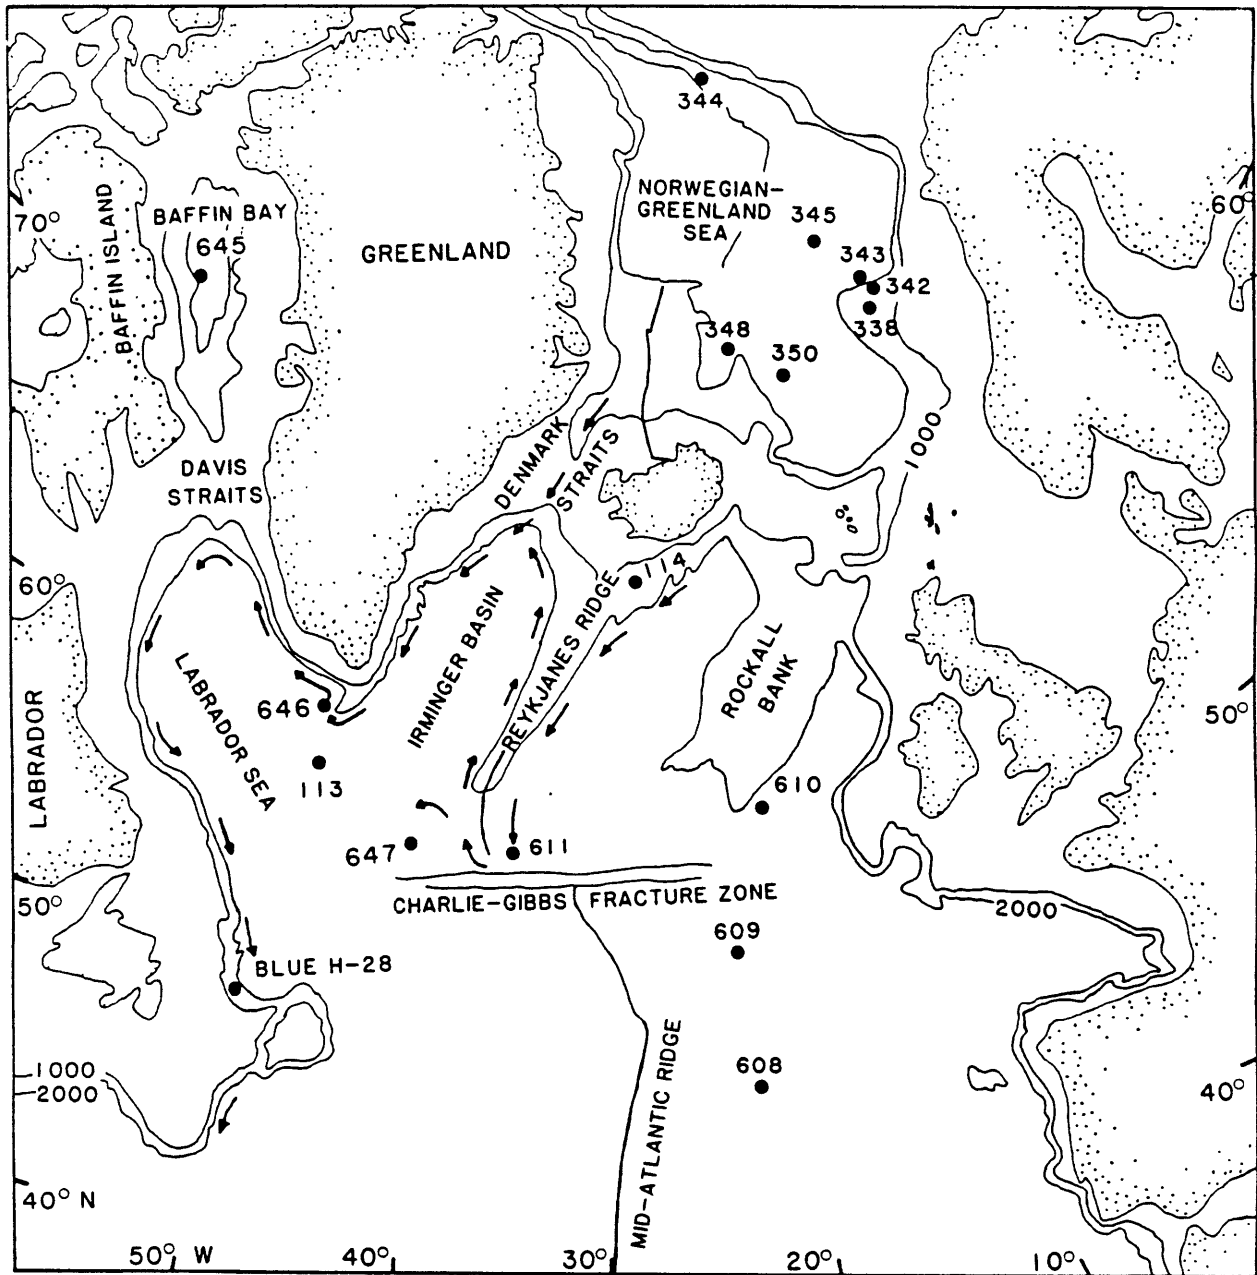 344
NORWEGIAN-
GREENLAND
SEA
345
343
342
338
348
350
70°
BAFFIN ISLAND
BAFFIN BAY
645
GREENLAND
60°
1000
DAVIS
STRAITS
DENMARK
STRAITS
60°
114
LABRADOR
LABRADOR SEA
646
113
IRMINGER BASIN
REYKJANES RIDGE
ROCKALL
BANK
50°
610
647
611
50°
CHARLIE-GIBBS FRACTURE ZONE
2000
609
BLUE H-28
608
MID-ATLANTIC RIDGE
1000
2000
40°
40° N
50° W
40°
30°
20°
10°